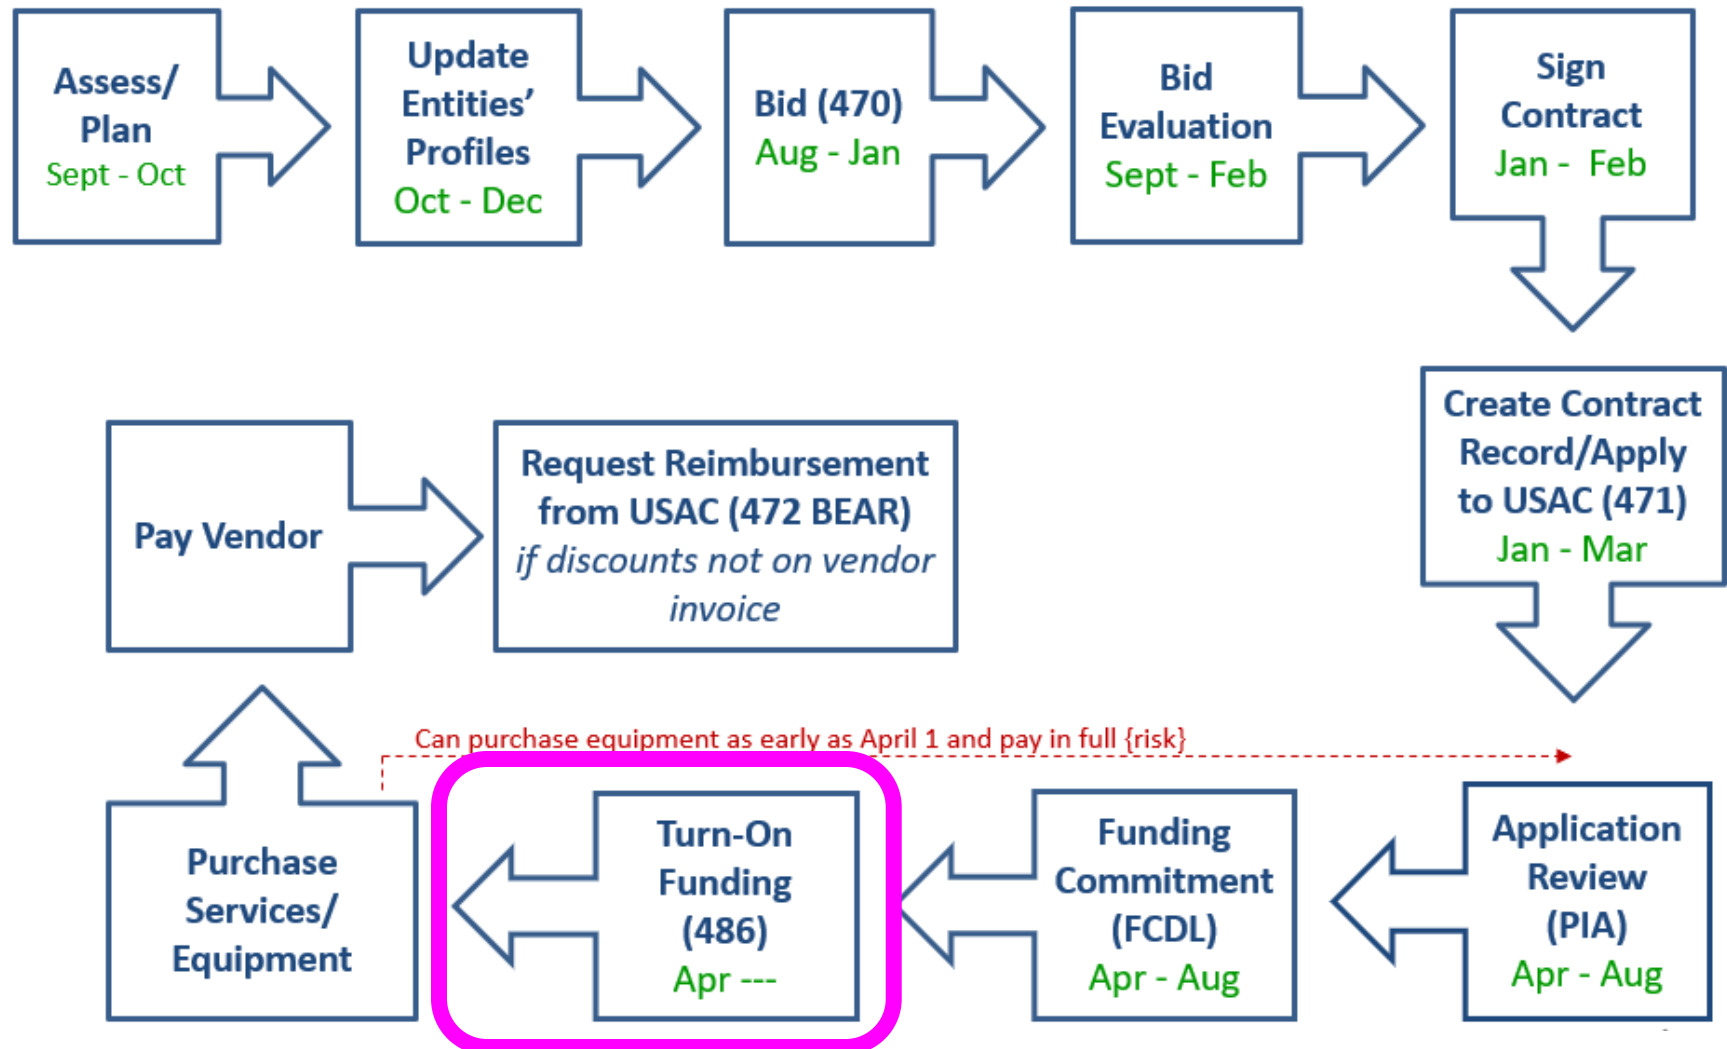 Assess/
Plan
Sept - Oct
Update
Entities’
Profiles
Oct - Dec
Bid (470)
Aug - Jan
Bid
Evaluation
Sept - Feb
Sign
Contract
Jan - Feb
Create Contract
Record/Apply
to USAC (471)
Jan - Mar
Application
Review
(PIA)
Apr - Aug
Funding
Commitment
(FCDL)
Apr - Aug
Turn-On
Funding
(486)
Apr ---
Can purchase equipment as early as April 1 and pay in full {risk}
Purchase
Services/
Equipment
Pay Vendor
Request Reimbursement
from USAC (472 BEAR)
if discounts not on vendor
invoice